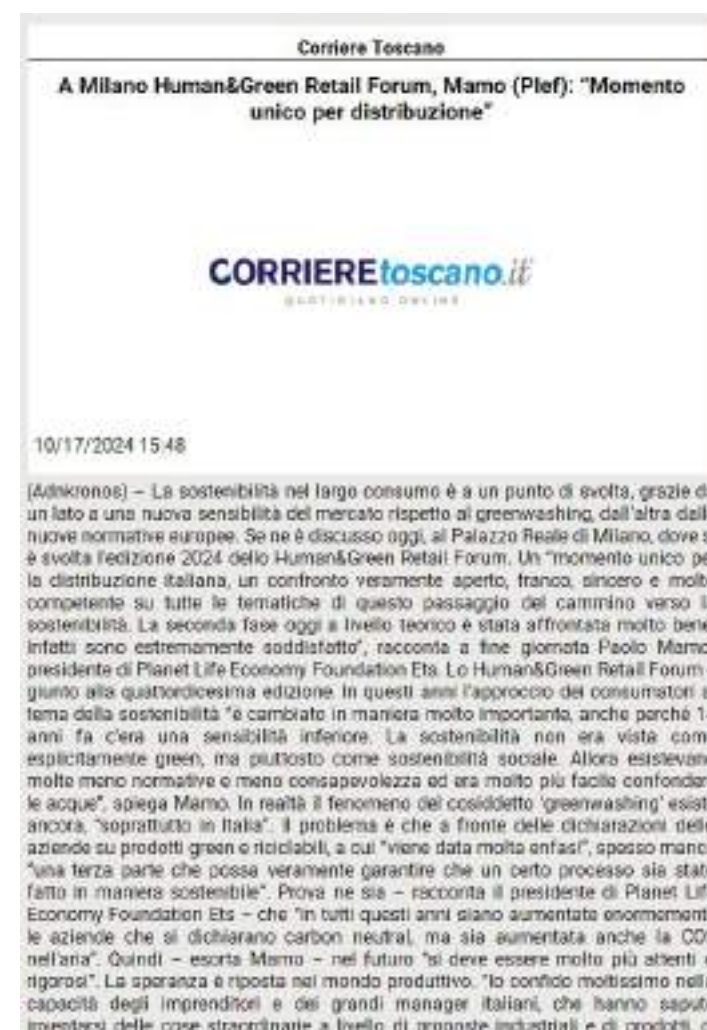 Corriere Toscano
A Milano Human&Green Retail Forum, Mamo (Plef): "Momento
unico per distribuzione"
CORRIEREtoscano.it
QUOTIDIANO ONLINE
10/17/2024 15:48
(Adnkronos) – La sostenibilità nel largo consumo è a un punto di svolta, grazie d
un lato a una nuova sensibilità del mercato rispetto al greenwashing, dall'altra dall
nuove normative europee. Se ne è discusso oggi, al Palazzo Reale di Milano, dove s
è svolta l'edizione 2024 dello Human&Green Retail Forum. Un "momento unico pe
la distribuzione italiana, un confronto veramente aperto, franco, sincero e molto
competente su tutte le tematiche di questo passaggio del cammino verso l
sostenibilità. La seconda fase oggi a livello teorico è stata affrontata molto bene
infatti sono estremamente soddisfatto", racconta a fine giornata Paolo Mamo
presidente di Planet Life Economy Foundation Ets. Lo Human&Green Retail Forum
giunto alla quattordicesima edizione. In questi anni l'approccio dei consumatori a
tema della sostenibilità "è cambiato in maniera molto importante, anche perché 1
anni fa c'era una sensibilità inferiore. La sostenibilità non era vista com
esplicitamente green, ma piuttosto come sostenibilità sociale. Allora esistevan
molte meno normative e meno consapevolezza ed era molto più facile confonder
le acque", spiega Mamo. In realtà il fenomeno del cosiddetto 'greenwashing' esist
ancora, "soprattutto in Italia". Il problema è che a fronte delle dichiarazioni dell
aziende su prodotti green e riciclabili, a cui "viene data molta enfasi", spesso manc
"una terza parte che possa veramente garantire che un certo processo sia stat
fatto in maniera sostenibile". Prova ne sia – racconta il presidente di Planet Lif
Economy Foundation Ets – che "in tutti questi anni siano aumentate enormement
le aziende che si dichiarano carbon neutral, ma sia aumentata anche la CO
nell'aria". Quindi – esorta Mamo – nel futuro "si deve essere molto più attenti
rigorosi". La speranza è riposta nel mondo produttivo. "Io confido moltissimo nell
capacità degli imprenditori e dei grandi manager italiani, che hanno saput
inventarsi delle cose straordinarie a livello di proposte industriali e di prodotti,